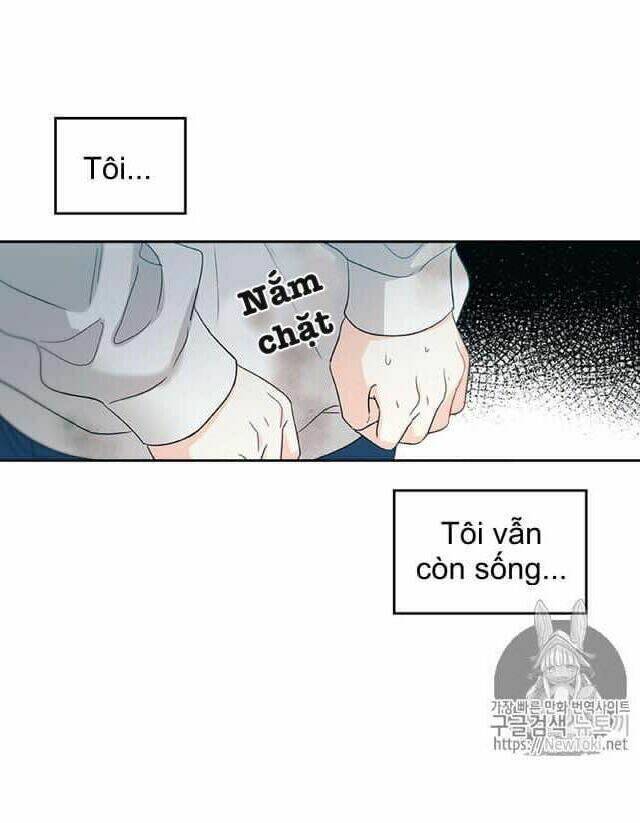 Tôi...
Nắm
chặt
Tôi vẫn
còn sống...
가장 빠른 만화 번역사이트
구글검색 뉴토끼
https://NewToki.net